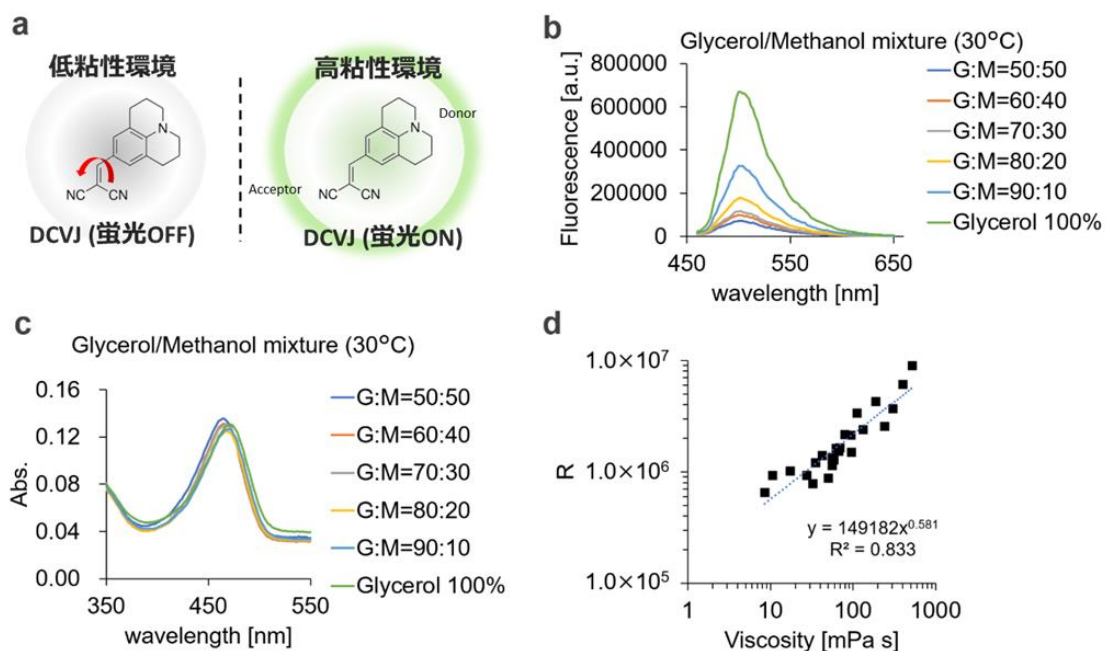 a
低粘性環境
高粘性環境
N
NC
CN
DCVJ (蛍光OFF)
Donor
N
Acceptor
NC
CN
DCVJ (蛍光ON)
b
Glycerol/Methanol mixture (30°C)
Fluorescence [a.u.]
800000
600000
400000
200000
0
450
550
650
wavelength [nm]
G:M=50:50
G:M=60:40
G:M=70:30
G:M=80:20
G:M=90:10
Glycerol 100%
c
Glycerol/Methanol mixture (30°C)
Abs.
0.16
0.12
0.08
0.04
0.00
350
450
550
wavelength [nm]
G:M=50:50
G:M=60:40
G:M=70:30
G:M=80:20
G:M=90:10
Glycerol 100%
d
R
1.0×10⁷
1.0×10⁶
1.0×10⁵
y = 149182x⁰·⁵⁸¹
R² = 0.833
1
10
100
1000
Viscosity [mPa s]